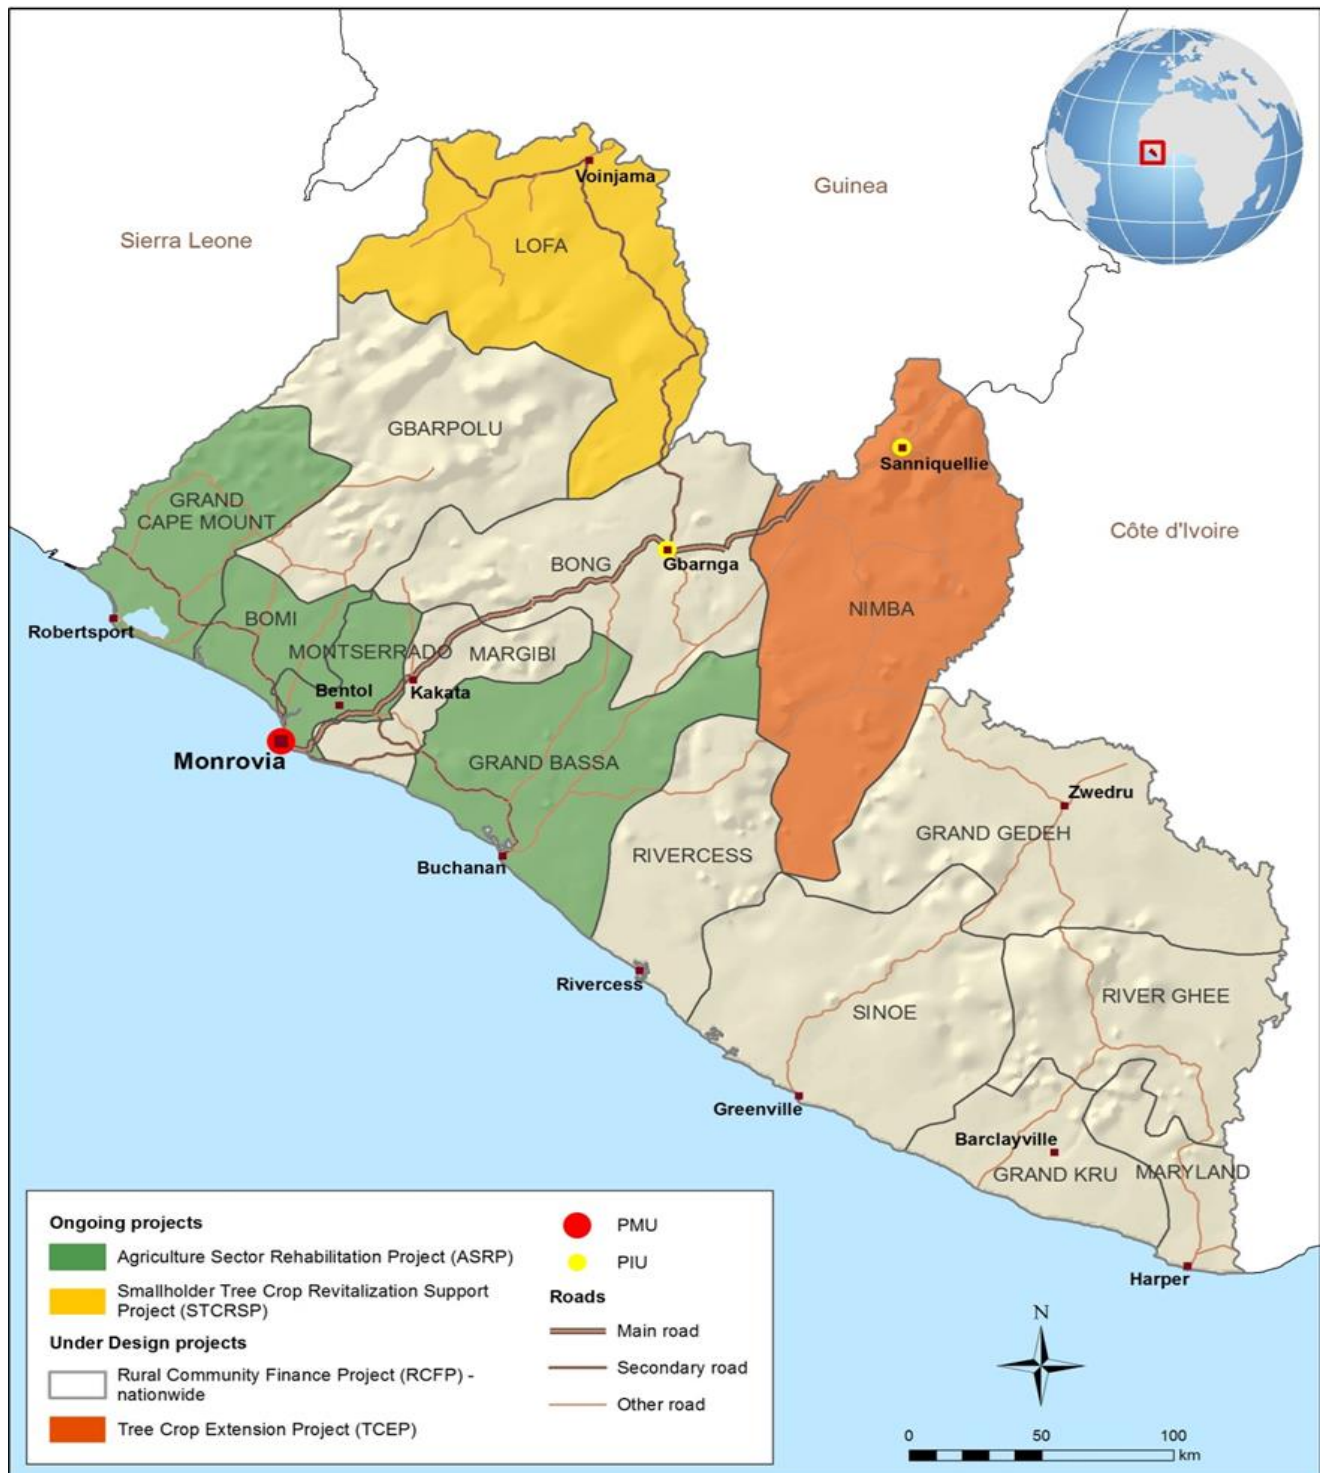 Guinea
Voinjama
Sierra Leone
LOFA
GBARPOLU
Sanniquellie
GRAND
CAPE MOUNT
Côte d'Ivoire
BONG
Gbarnga
NIMBA
BOMI
Robertsport
MONTSERRADO
MARGIBI
Bentol
Kakata
Monrovia
GRAND BASSA
Zwedru
GRAND GEDEH
RIVERCESS
Buchanan
Rivercess
RIVER GHEE
SINOE
Greenville
Barclayville
GRAND KRU
MARYLAND
Harper
Ongoing projects
Agriculture Sector Rehabilitation Project (ASRP)
Smallholder Tree Crop Revitalization Support
Project (STCRSP)
Under Design projects
Rural Community Finance Project (RCFP) -
nationwide
Tree Crop Extension Project (TCEP)
PMU
PIU
Roads
Main road
Secondary road
Other road
N
0 50 100
km